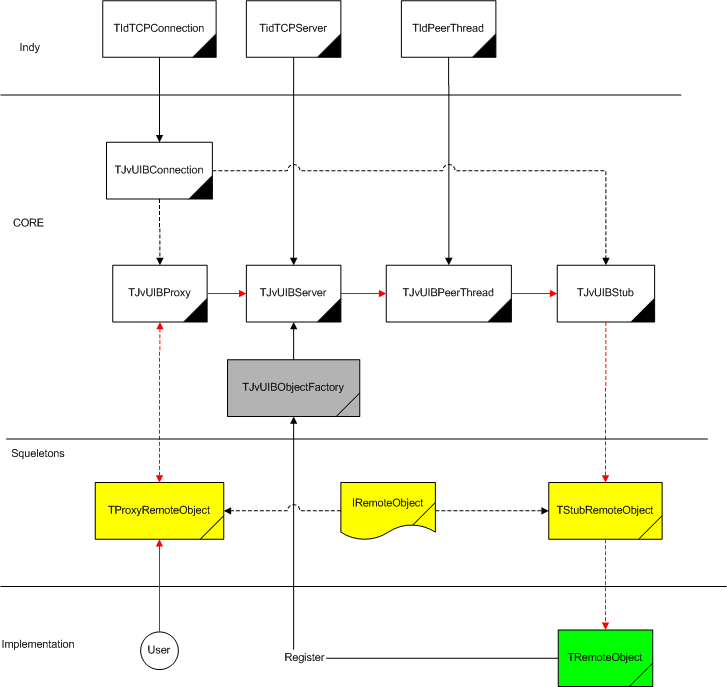 TIdTCPConnection
TidTCPServer
TIdPeerThread
Indy
TJvUIBConnection
CORE
TJvUIBProxy
TJvUIBServer
TJvUIBPeerThread
TJvUIBStub
TJvUIBObjectFactory
Squeletons
TProxyRemoteObject
IRemoteObject
TStubRemoteObject
Implementation
User
Register
TRemoteObject